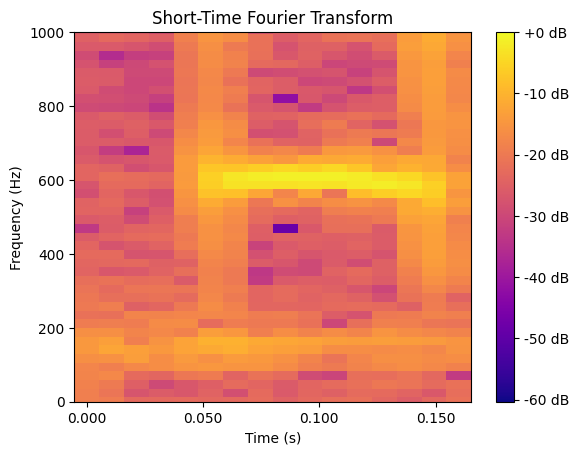 Short-Time Fourier Transform
1000
800
600
400
200
0
Frequency (Hz)
0.000
0.050
0.100
0.150
Time (s)
+0 dB
-10 dB
-20 dB
-30 dB
-40 dB
-50 dB
-60 dB